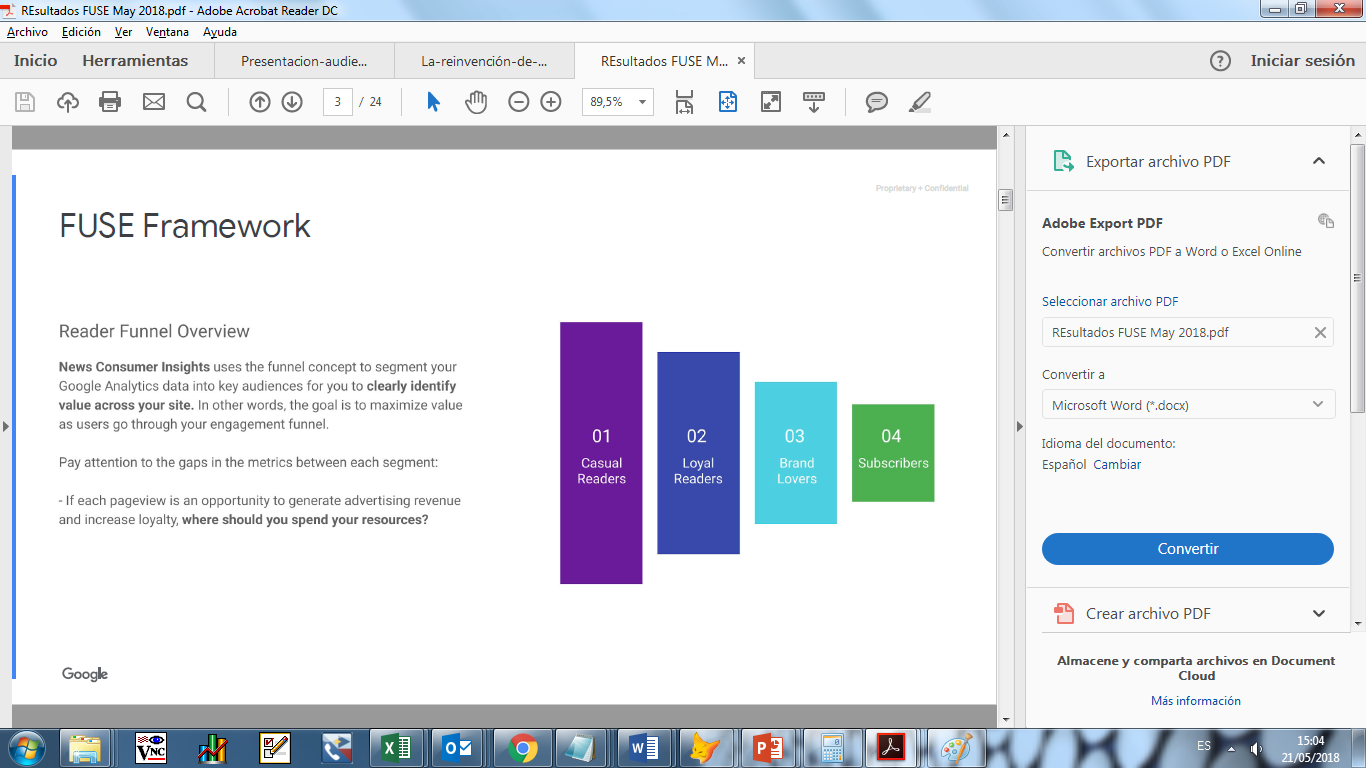 REsultados FUSE May 2018.pdf - Adobe Acrobat Reader DC
Archivo Edición Ver Ventana Ayuda
Inicio Herramientas Presentacion-audie... La-reinvención-de-... REsultados FUSE M... × ? Iniciar sesión
3 / 24 89,5%
Proprietary + Confidential
FUSE Framework
Reader Funnel Overview
News Consumer Insights uses the funnel concept to segment your
Google Analytics data into key audiences for you to clearly identify
value across your site. In other words, the goal is to maximize value
as users go through your engagement funnel.
Pay attention to the gaps in the metrics between each segment:
- If each pageview is an opportunity to generate advertising revenue
and increase loyalty, where should you spend your resources?
01
Casual
Readers
02
Loyal
Readers
03
Brand
Lovers
04
Subscribers
Google
Exportar archivo PDF
Adobe Export PDF
Convertir archivos PDF a Word o Excel Online
Seleccionar archivo PDF
REsultados FUSE May 2018.pdf
Convertir a
Microsoft Word (*.docx)
Idioma del documento:
Español Cambiar
Convertir
Crear archivo PDF
Almacene y comparta archivos en Document
Cloud
Más información
VNC
ES
15:04
21/05/2018